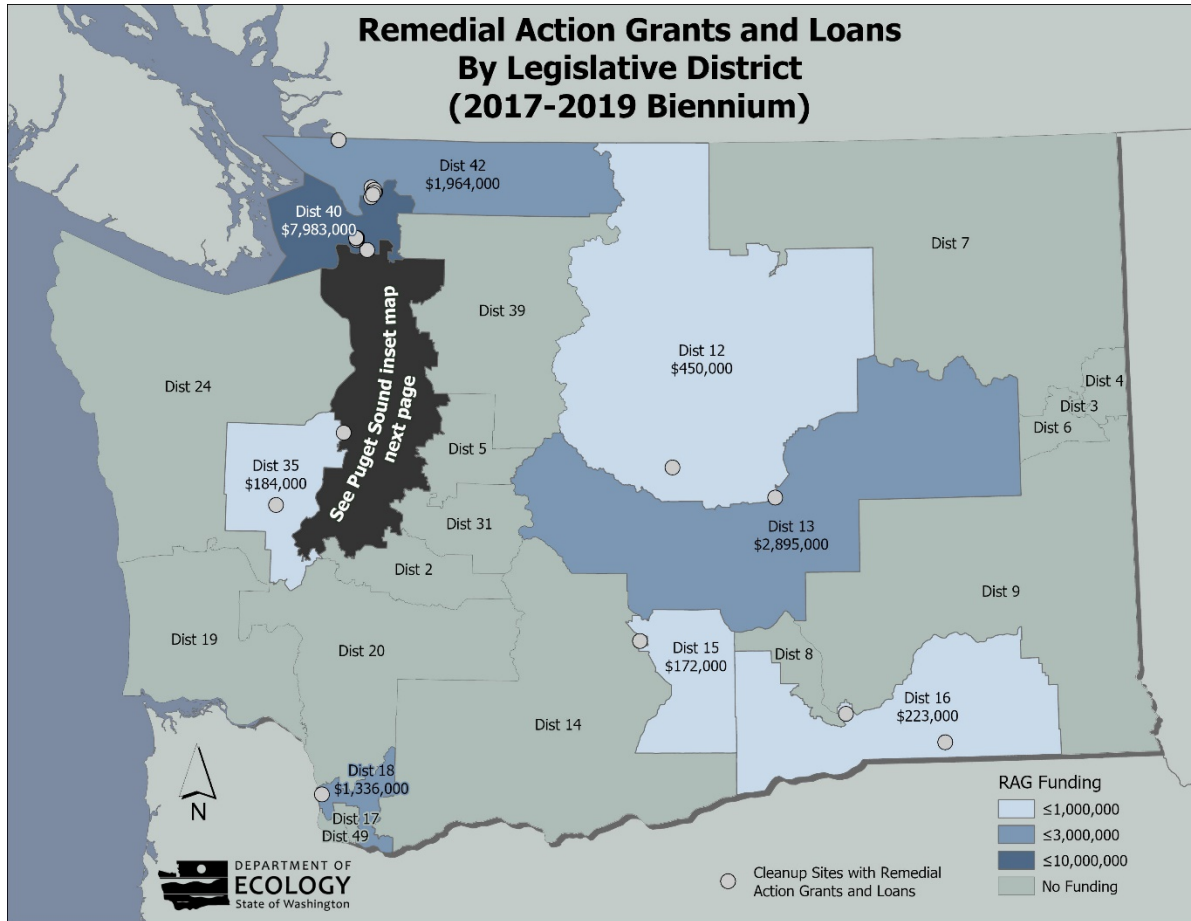 Remedial Action Grants and Loans
By Legislative District
(2017-2019 Biennium)
Dist 42
$1,964,000
Dist 40
$7,983,000
Dist 7
Dist 39
See Puget Sound inset map
next page
Dist 12
$450,000
Dist 24
Dist 4
Dist 3
Dist 6
Dist 5
Dist 35
$184,000
Dist 31
Dist 13
$2,895,000
Dist 2
Dist 9
Dist 19
Dist 20
Dist 15
$172,000
Dist 8
Dist 16
$223,000
Dist 14
Dist 18
$1,336,000
Dist 17
Dist 49
N
RAG Funding
≤1,000,000
≤3,000,000
≤10,000,000
No Funding
Cleanup Sites with Remedial
Action Grants and Loans
DEPARTMENT OF
ECOLOGY
State of Washington